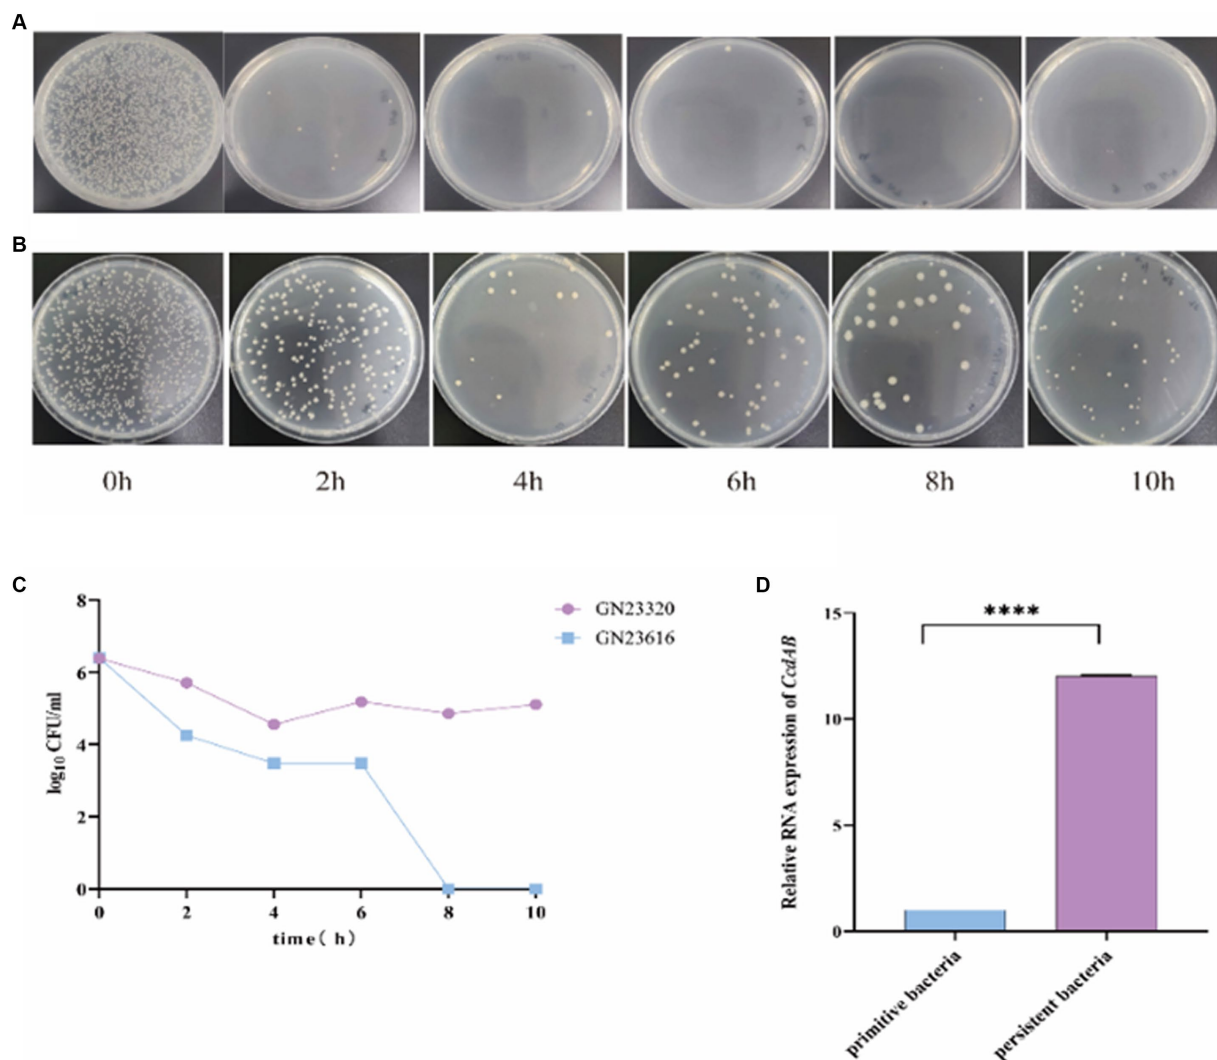 A
B
0h 2h 4h 6h 8h 10h
C
D
GN23320
GN23616
8
6
4
2
0
log10 CFU/ml
0 2 4 6 8 10
time( h)
****
15
10
5
0
Relative RNA expression of CcdAB
primitive bacteria
persistent bacteria